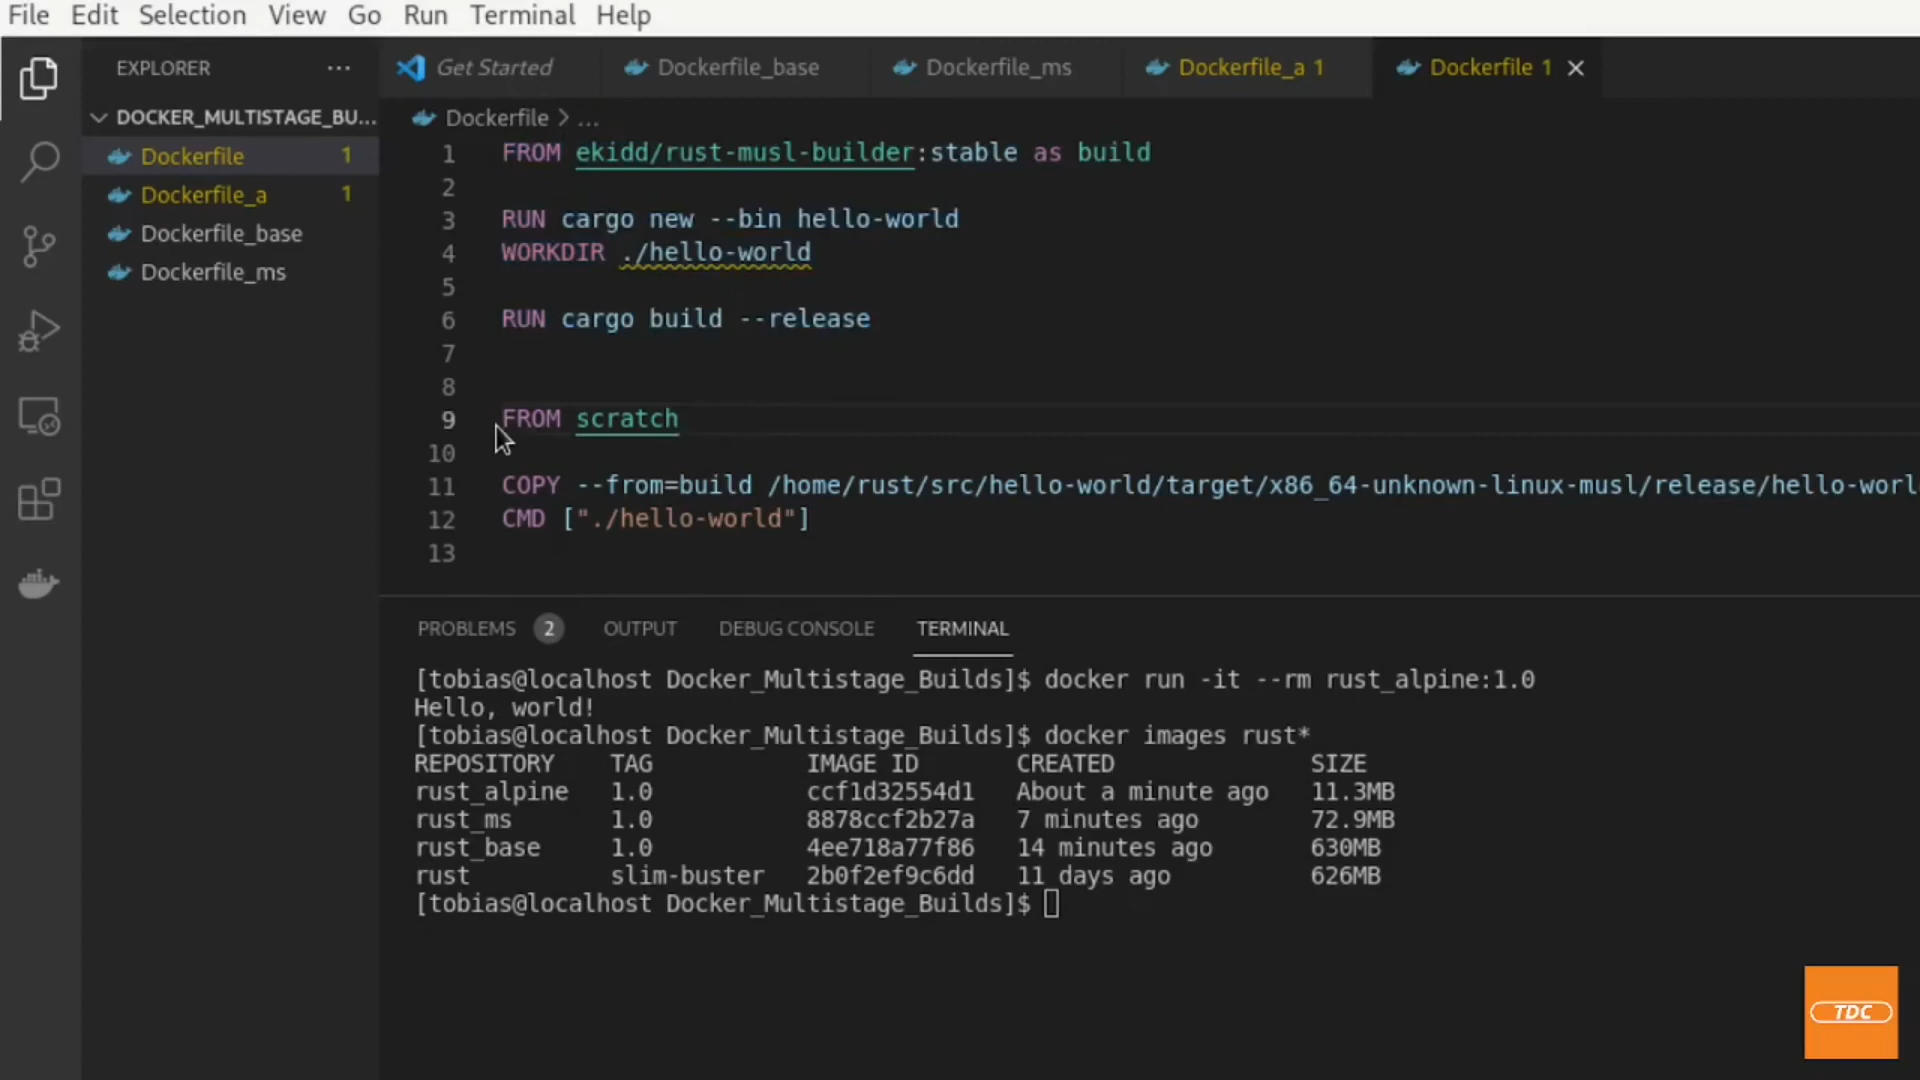 File Edit Selection View Go Run Terminal Help
EXPLORER ···
DOCKER_MULTISTAGE_BU...
Dockerfile 1
Dockerfile_a 1
Dockerfile_base
Dockerfile_ms
Get Started Dockerfile_base Dockerfile_ms Dockerfile_a 1 Dockerfile 1
Dockerfile > ...
1 FROM ekidd/rust-musl-builder:stable as build
2
3 RUN cargo new --bin hello-world
4 WORKDIR ./hello-world
5
6 RUN cargo build --release
7
8
9 FROM scratch
10
11 COPY --from=build /home/rust/src/hello-world/target/x86_64-unknown-linux-musl/release/hello-worl
12 CMD ["./hello-world"]
13
PROBLEMS 2 OUTPUT DEBUG CONSOLE TERMINAL
[tobias@localhost Docker_Multistage_Builds]$ docker run -it --rm rust_alpine:1.0
Hello, world!
[tobias@localhost Docker_Multistage_Builds]$ docker images rust*
REPOSITORY TAG IMAGE ID CREATED SIZE
rust_alpine 1.0 ccf1d32554d1 About a minute ago 11.3MB
rust_ms 1.0 8878ccf2b27a 7 minutes ago 72.9MB
rust_base 1.0 4ee718a77f86 14 minutes ago 630MB
rust slim-buster 2b0f2ef9c6dd 11 days ago 626MB
[tobias@localhost Docker_Multistage_Builds]$
TDC